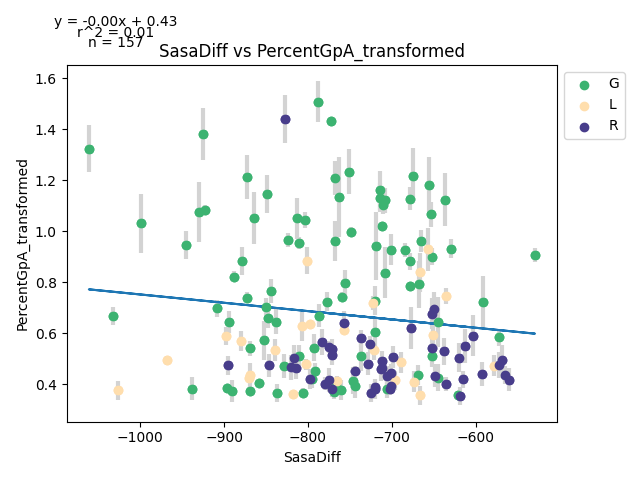 y = -0.00x + 0.43
r^2 = 0.01
n = 157
SasaDiff vs PercentGpA_transformed
G
L
R
PercentGpA_transformed
1.6
1.4
1.2
1.0
0.8
0.6
0.4
−1000 −900 −800 −700 −600
SasaDiff